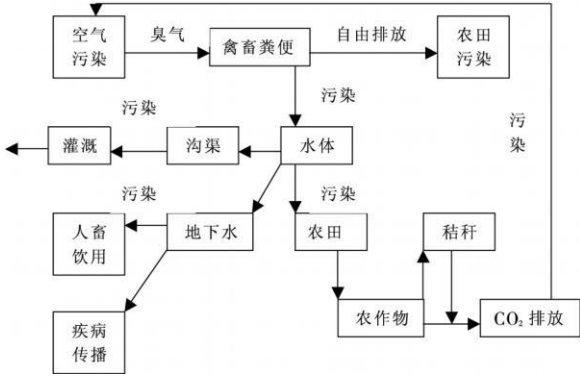 空气
污染
臭气
禽畜粪便
自由排放
农田
污染
污染
污染
污
染
灌溉
沟渠
水体
污染
污染
人畜
饮用
地下水
农田
秸秆
疾病
传播
农作物
CO₂ 排放